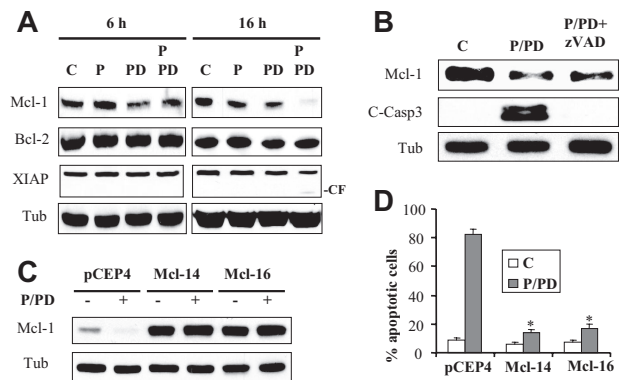 A
6 h
16 h
C P PD P PD
C P PD P PD
Mcl-1
Bcl-2
XIAP
-CF
Tub
B
C P/PD P/PD+ zVAD
Mcl-1
C-Casp3
Tub
C
pCEP4 Mcl-14 Mcl-16
P/PD - + - + - +
Mcl-1
Tub
D
% apoptotic cells
100
80
60
40
20
0
C
P/PD
* *
pCEP4 Mcl-14 Mcl-16